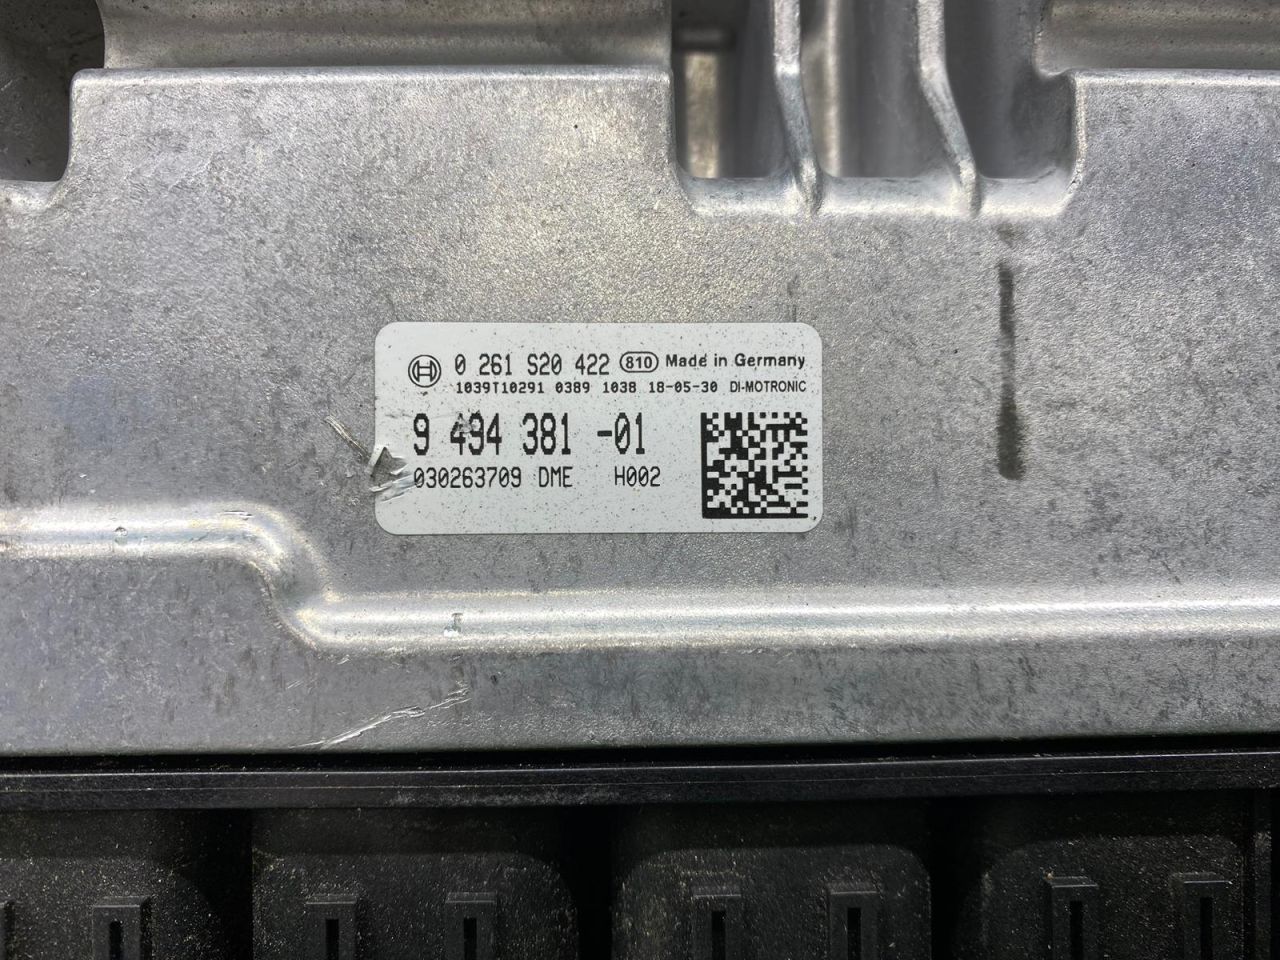 0 261 S20 422 810 Made in Germany
1039T10291 0389 1038 18-05-30 DI-MOTRONIC
9 494 381 -01
030263709 DME H002